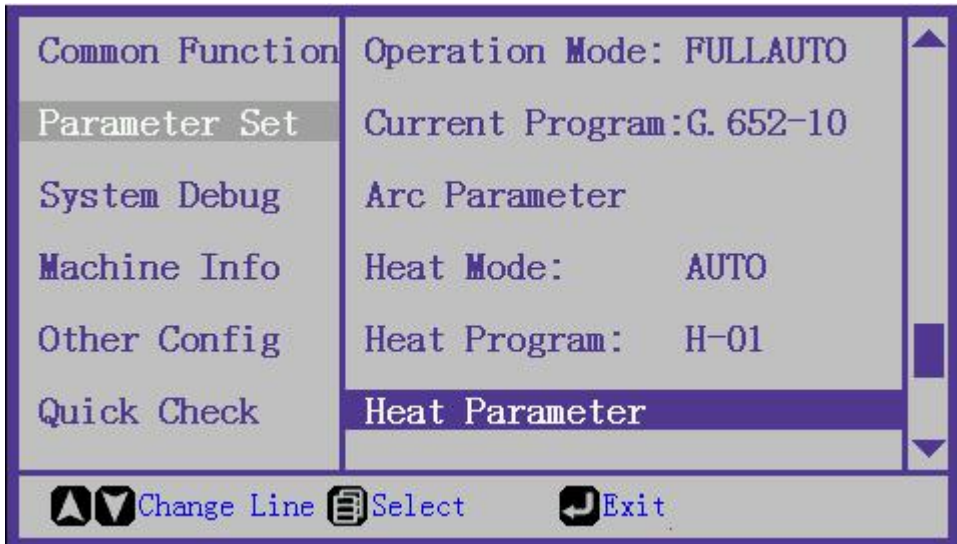 Common Function
Parameter Set
System Debug
Machine Info
Other Config
Quick Check
Operation Mode: FULLAUTO
Current Program:G.652-10
Arc Parameter
Heat Mode: AUTO
Heat Program: H-01
Heat Parameter
Change Line Select Exit